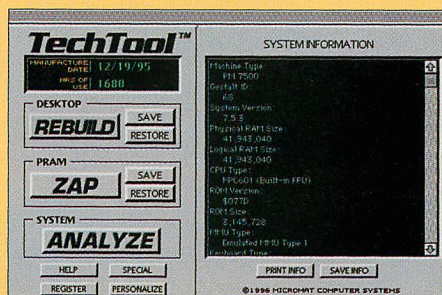 TechTool™
MANUFACTURE DATE: 12/19/95
HRS OF USE: 1680
DESKTOP
REBUILD
SAVE
RESTORE
PRAM
ZAP
SAVE
RESTORE
SYSTEM
ANALYZE
HELP
SPECIAL
REGISTER
PERSONALIZE
SYSTEM INFORMATION
Machine Type:
PM 7500
Gestalt ID:
68
System Version:
7.5.3
Physical RAM Size:
41,943,040
Logical RAM Size:
41,943,040
CPU Type:
PPC601 (Built-in FPU)
ROM Version:
$077D
ROM Size:
3,145,728
MMU Type:
Emulated MMU Type 1
Keyboard Type:
PRINT INFO
SAVE INFO
©1996 MICROMAT COMPUTER SYSTEMS